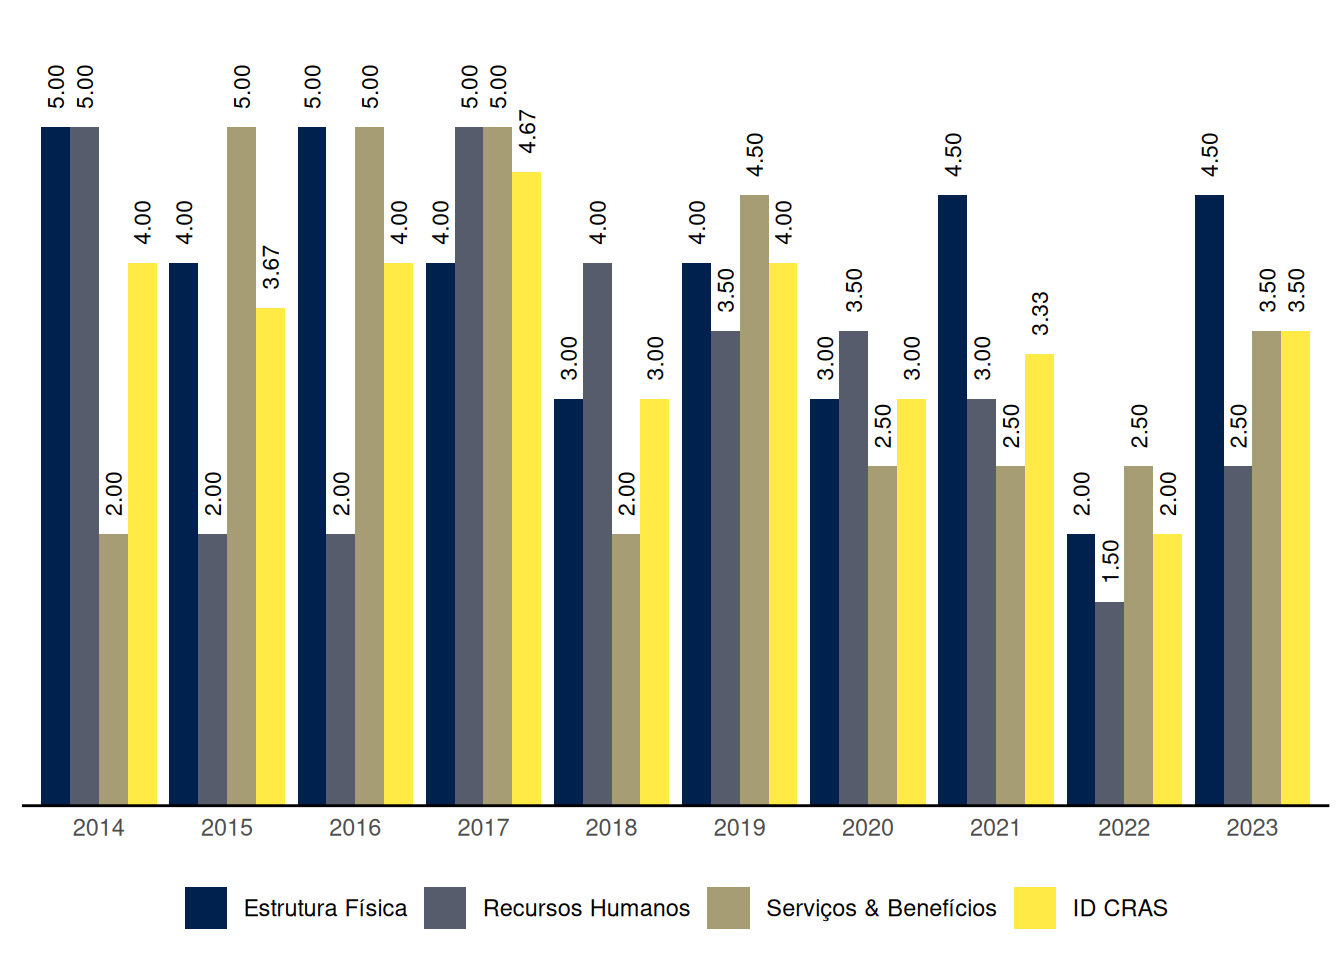 5.00 5.00 2.00 4.00
4.00 2.00 5.00 3.67
5.00 2.00 5.00 4.00
4.00 5.00 5.00 4.67
3.00 4.00 2.00 3.00
4.00 3.50 4.50 4.00
3.00 3.50 2.50 3.00
4.50 3.00 2.50 3.33
2.00 1.50 2.50 2.00
4.50 2.50 3.50 3.50
2014 2015 2016 2017 2018 2019 2020 2021 2022 2023
Estrutura Física Recursos Humanos Serviços & Benefícios ID CRAS